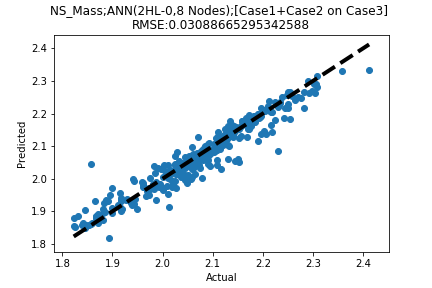 NS_Mass;ANN(2HL-0,8 Nodes);[Case1+Case2 on Case3]
RMSE:0.03088665295342588
2.4
2.3
2.2
2.1
2.0
1.9
1.8
Predicted
1.8 1.9 2.0 2.1 2.2 2.3 2.4
Actual